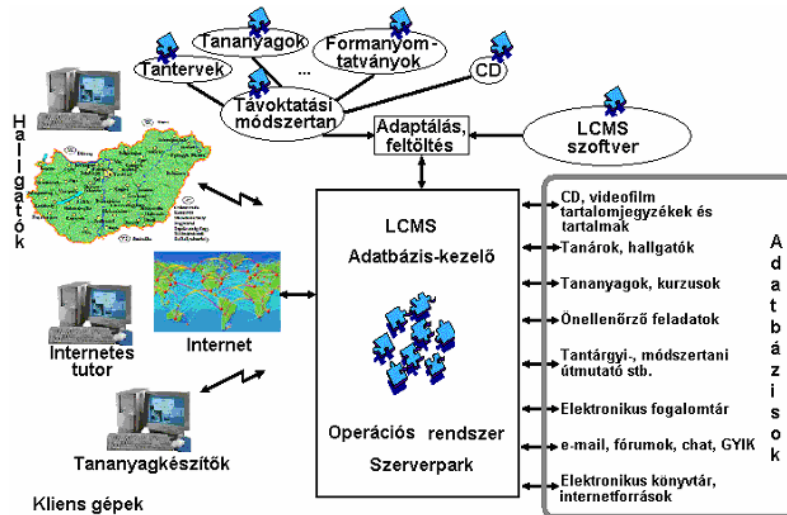 Tananyagok
Formanyom-
tatványok
Tantervek
...
CD
Távoktatási
módszertan
Adaptálás,
feltöltés
LCMS
szoftver
Hallgatók
Internetes
tutor
Internet
Tananyagkészítők
Kliens gépek
LCMS
Adatbázis-kezelő
Operációs rendszer
Szerverpark
CD, videofilm
tartalomjegyzékek és
tartalmak
Tanárok, hallgatók
Tananyagok, kurzusok
Önellenőrző feladatok
Tantárgyi-, módszertani
útmutató stb.
Elektronikus fogalomtár
e-mail, fórumok, chat, GYIK
Elektronikus könyvtár,
internetforrások
Adatbázisok